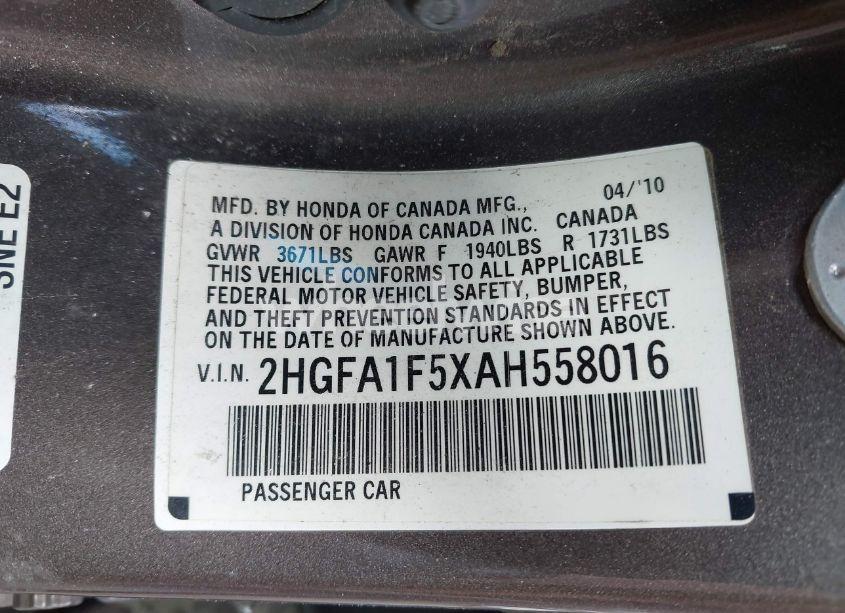 SNE E2
MFD. BY HONDA OF CANADA MFG., 04/'10
A DIVISION OF HONDA CANADA INC. CANADA
GVWR 3671LBS GAWR F 1940LBS R 1731LBS
THIS VEHICLE CONFORMS TO ALL APPLICABLE
FEDERAL MOTOR VEHICLE SAFETY, BUMPER,
AND THEFT PREVENTION STANDARDS IN EFFECT
ON THE DATE OF MANUFACTURE SHOWN ABOVE.
V.I.N. 2HGFA1F5XAH558016
PASSENGER CAR